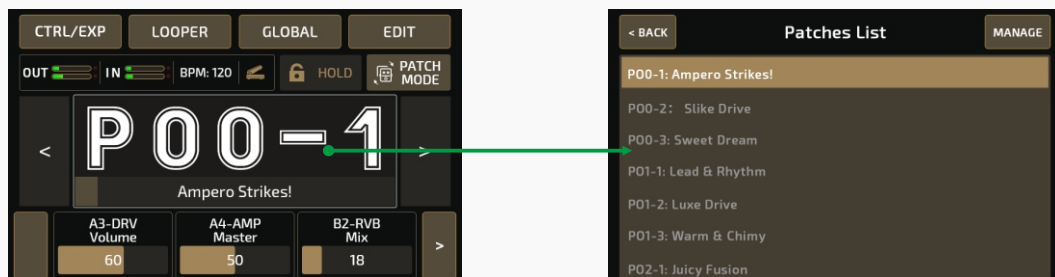 CTRL/EXP LOOPER GLOBAL EDIT
OUT IN BPM: 120 HOLD PATCH MODE
< P00-1 >
Ampero Strikes!
A3-DRV Volume A4-AMP Master B2-RVB Mix >
60 50 18
< BACK Patches List MANAGE
P00-1: Ampero Strikes!
P00-2: Slike Drive
P00-3: Sweet Dream
P01-1: Lead & Rhythm
P01-2: Luxe Drive
P01-3: Warm & Chimy
P02-1: Juicy Fusion